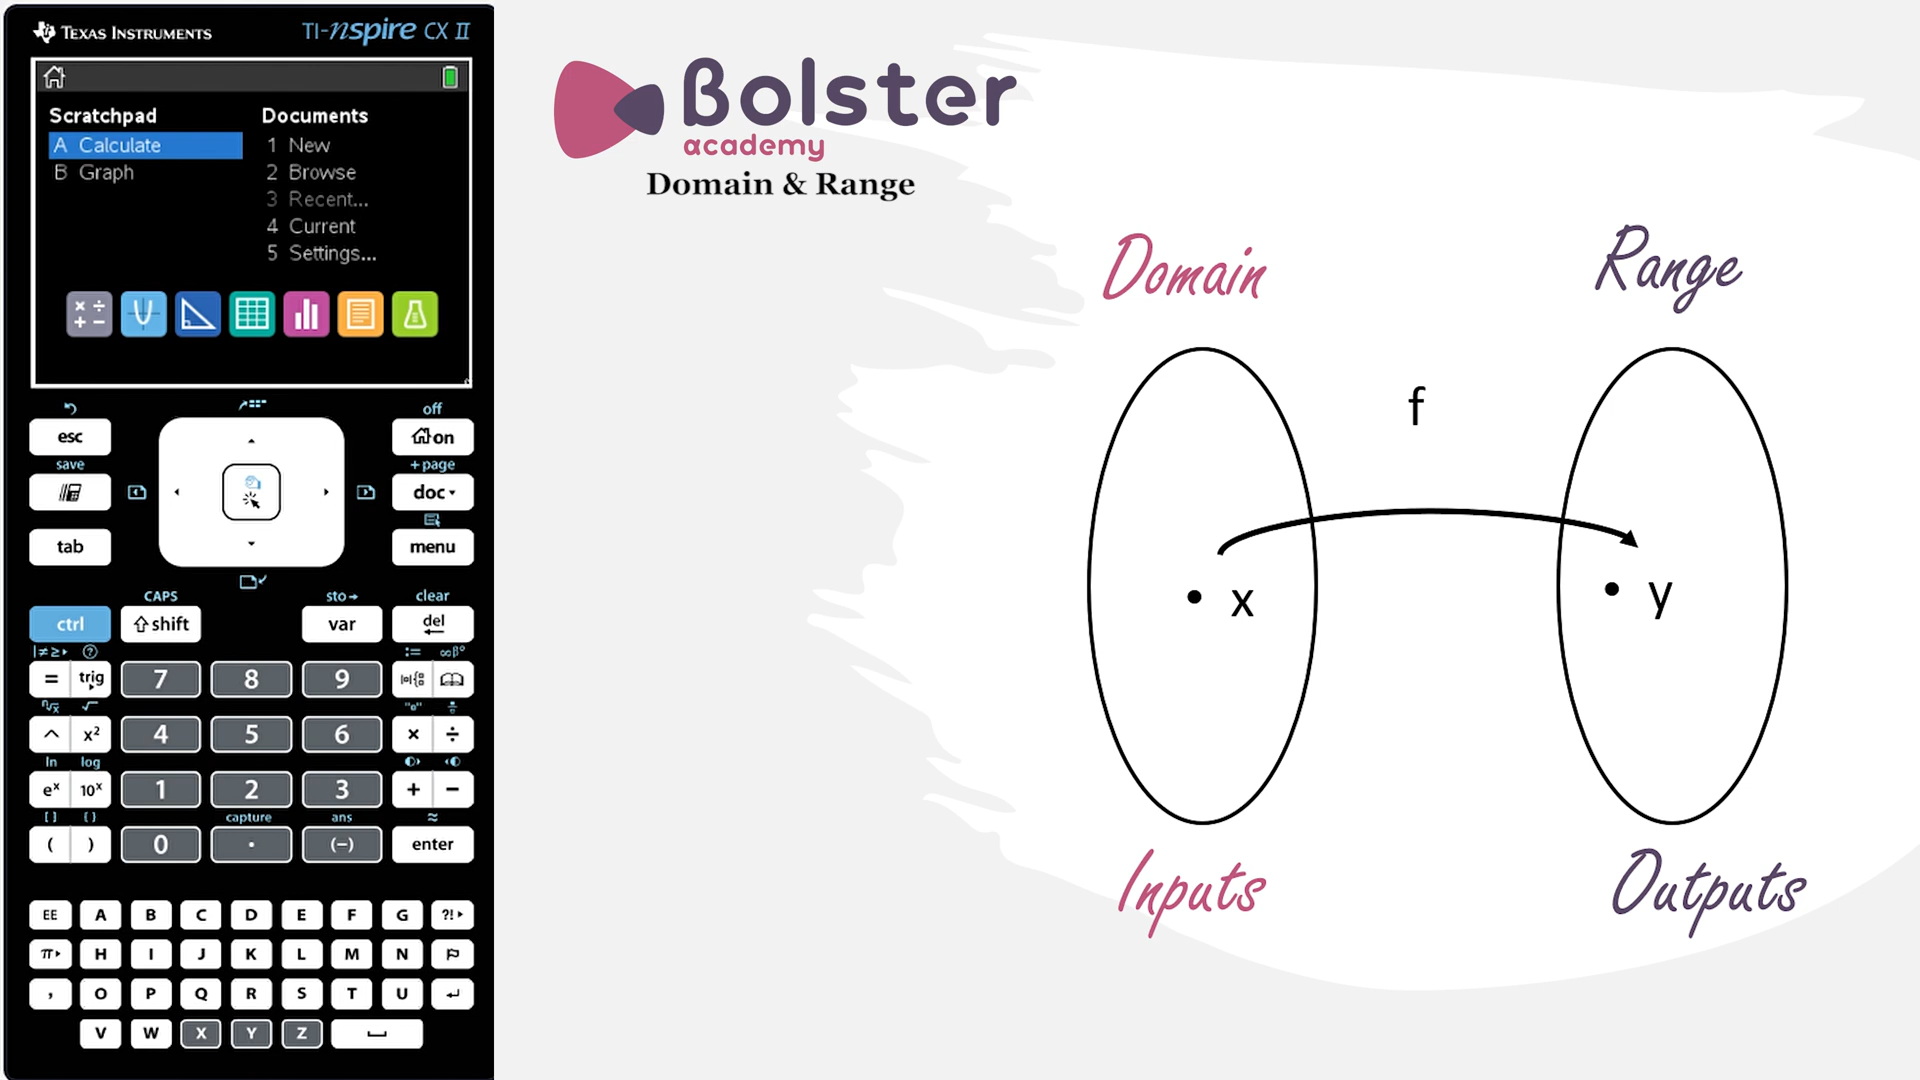 TEXAS INSTRUMENTS TI-nspire CX II
Scratchpad
A Calculate
B Graph
Documents
1 New
2 Browse
3 Recent...
4 Current
5 Settings...
off
esc
on
save
+ page
doc
tab
menu
CAPS
sto
clear
ctrl
shift
var
del
|≠≥
?
:=
∞β°
=
trig
7
8
9
ⁿ√x
√
"□"
^
x²
4
5
6
×
÷
ln
log
eˣ
10ˣ
1
2
3
+
−
[ ]
{ }
capture
ans
≈
(
)
0
.
(−)
enter
EE
A
B
C
D
E
F
G
?!
π
H
I
J
K
L
M
N
,
O
P
Q
R
S
T
U
V
W
X
Y
Z
Bolster
academy
Domain & Range
Domain
Range
f
x
y
Inputs
Outputs